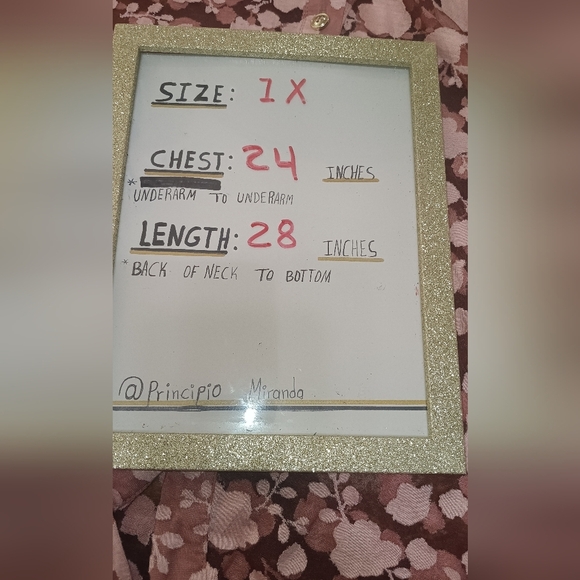 SIZE: 1X
CHEST: 24 INCHES
*UNDERARM TO UNDERARM
LENGTH: 28 INCHES
*BACK OF NECK TO BOTTOM
@Principio Miranda